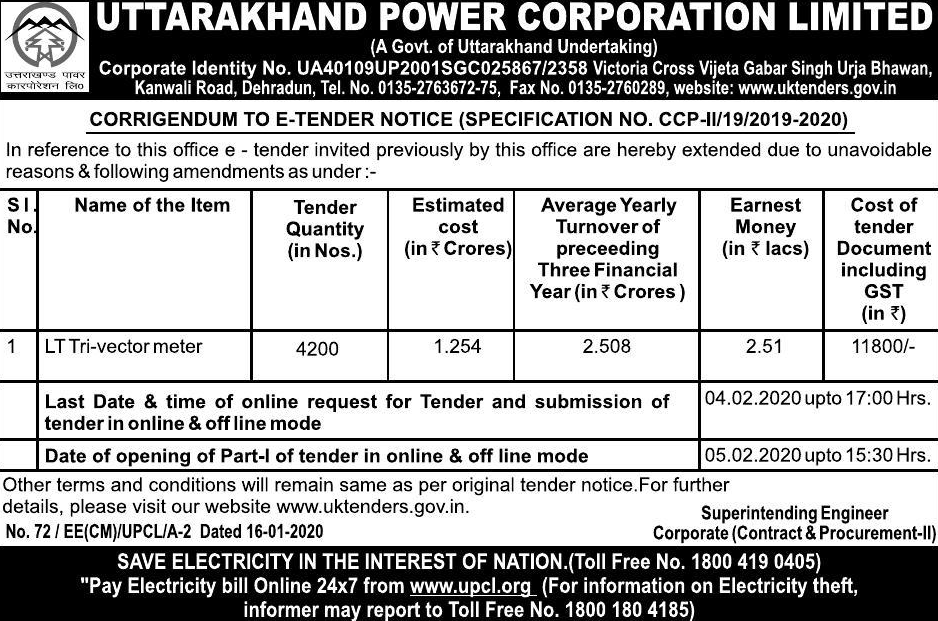 UTTARAKHAND POWER CORPORATION LIMITED
(A Govt. of Uttarakhand Undertaking)
उत्तराखण्ड पावर
कारपोरेशन लि0
Corporate Identity No. UA40109UP2001SGC025867/2358 Victoria Cross Vijeta Gabar Singh Urja Bhawan,
Kanwali Road, Dehradun, Tel. No. 0135-2763672-75, Fax No. 0135-2760289, website: www.uktenders.gov.in
CORRIGENDUM TO E-TENDER NOTICE (SPECIFICATION NO. CCP-II/19/2019-2020)
In reference to this office e - tender invited previously by this office are hereby extended due to unavoidable
reasons & following amendments as under :-
Sl. No.
Name of the Item
Tender Quantity (in Nos.)
Estimated cost (in ₹ Crores)
Average Yearly Turnover of preceeding Three Financial Year (in ₹ Crores )
Earnest Money (in ₹ lacs)
Cost of tender Document including GST (in ₹)
1 LT Tri-vector meter 4200 1.254 2.508 2.51 11800/-
Last Date & time of online request for Tender and submission of
tender in online & off line mode
04.02.2020 upto 17:00 Hrs.
Date of opening of Part-I of tender in online & off line mode 05.02.2020 upto 15:30 Hrs.
Other terms and conditions will remain same as per original tender notice.For further
details, please visit our website www.uktenders.gov.in.
No. 72 / EE(CM)/UPCL/A-2 Dated 16-01-2020
Superintending Engineer
Corporate (Contract & Procurement-II)
SAVE ELECTRICITY IN THE INTEREST OF NATION.(Toll Free No. 1800 419 0405)
"Pay Electricity bill Online 24x7 from www.upcl.org (For information on Electricity theft,
informer may report to Toll Free No. 1800 180 4185)